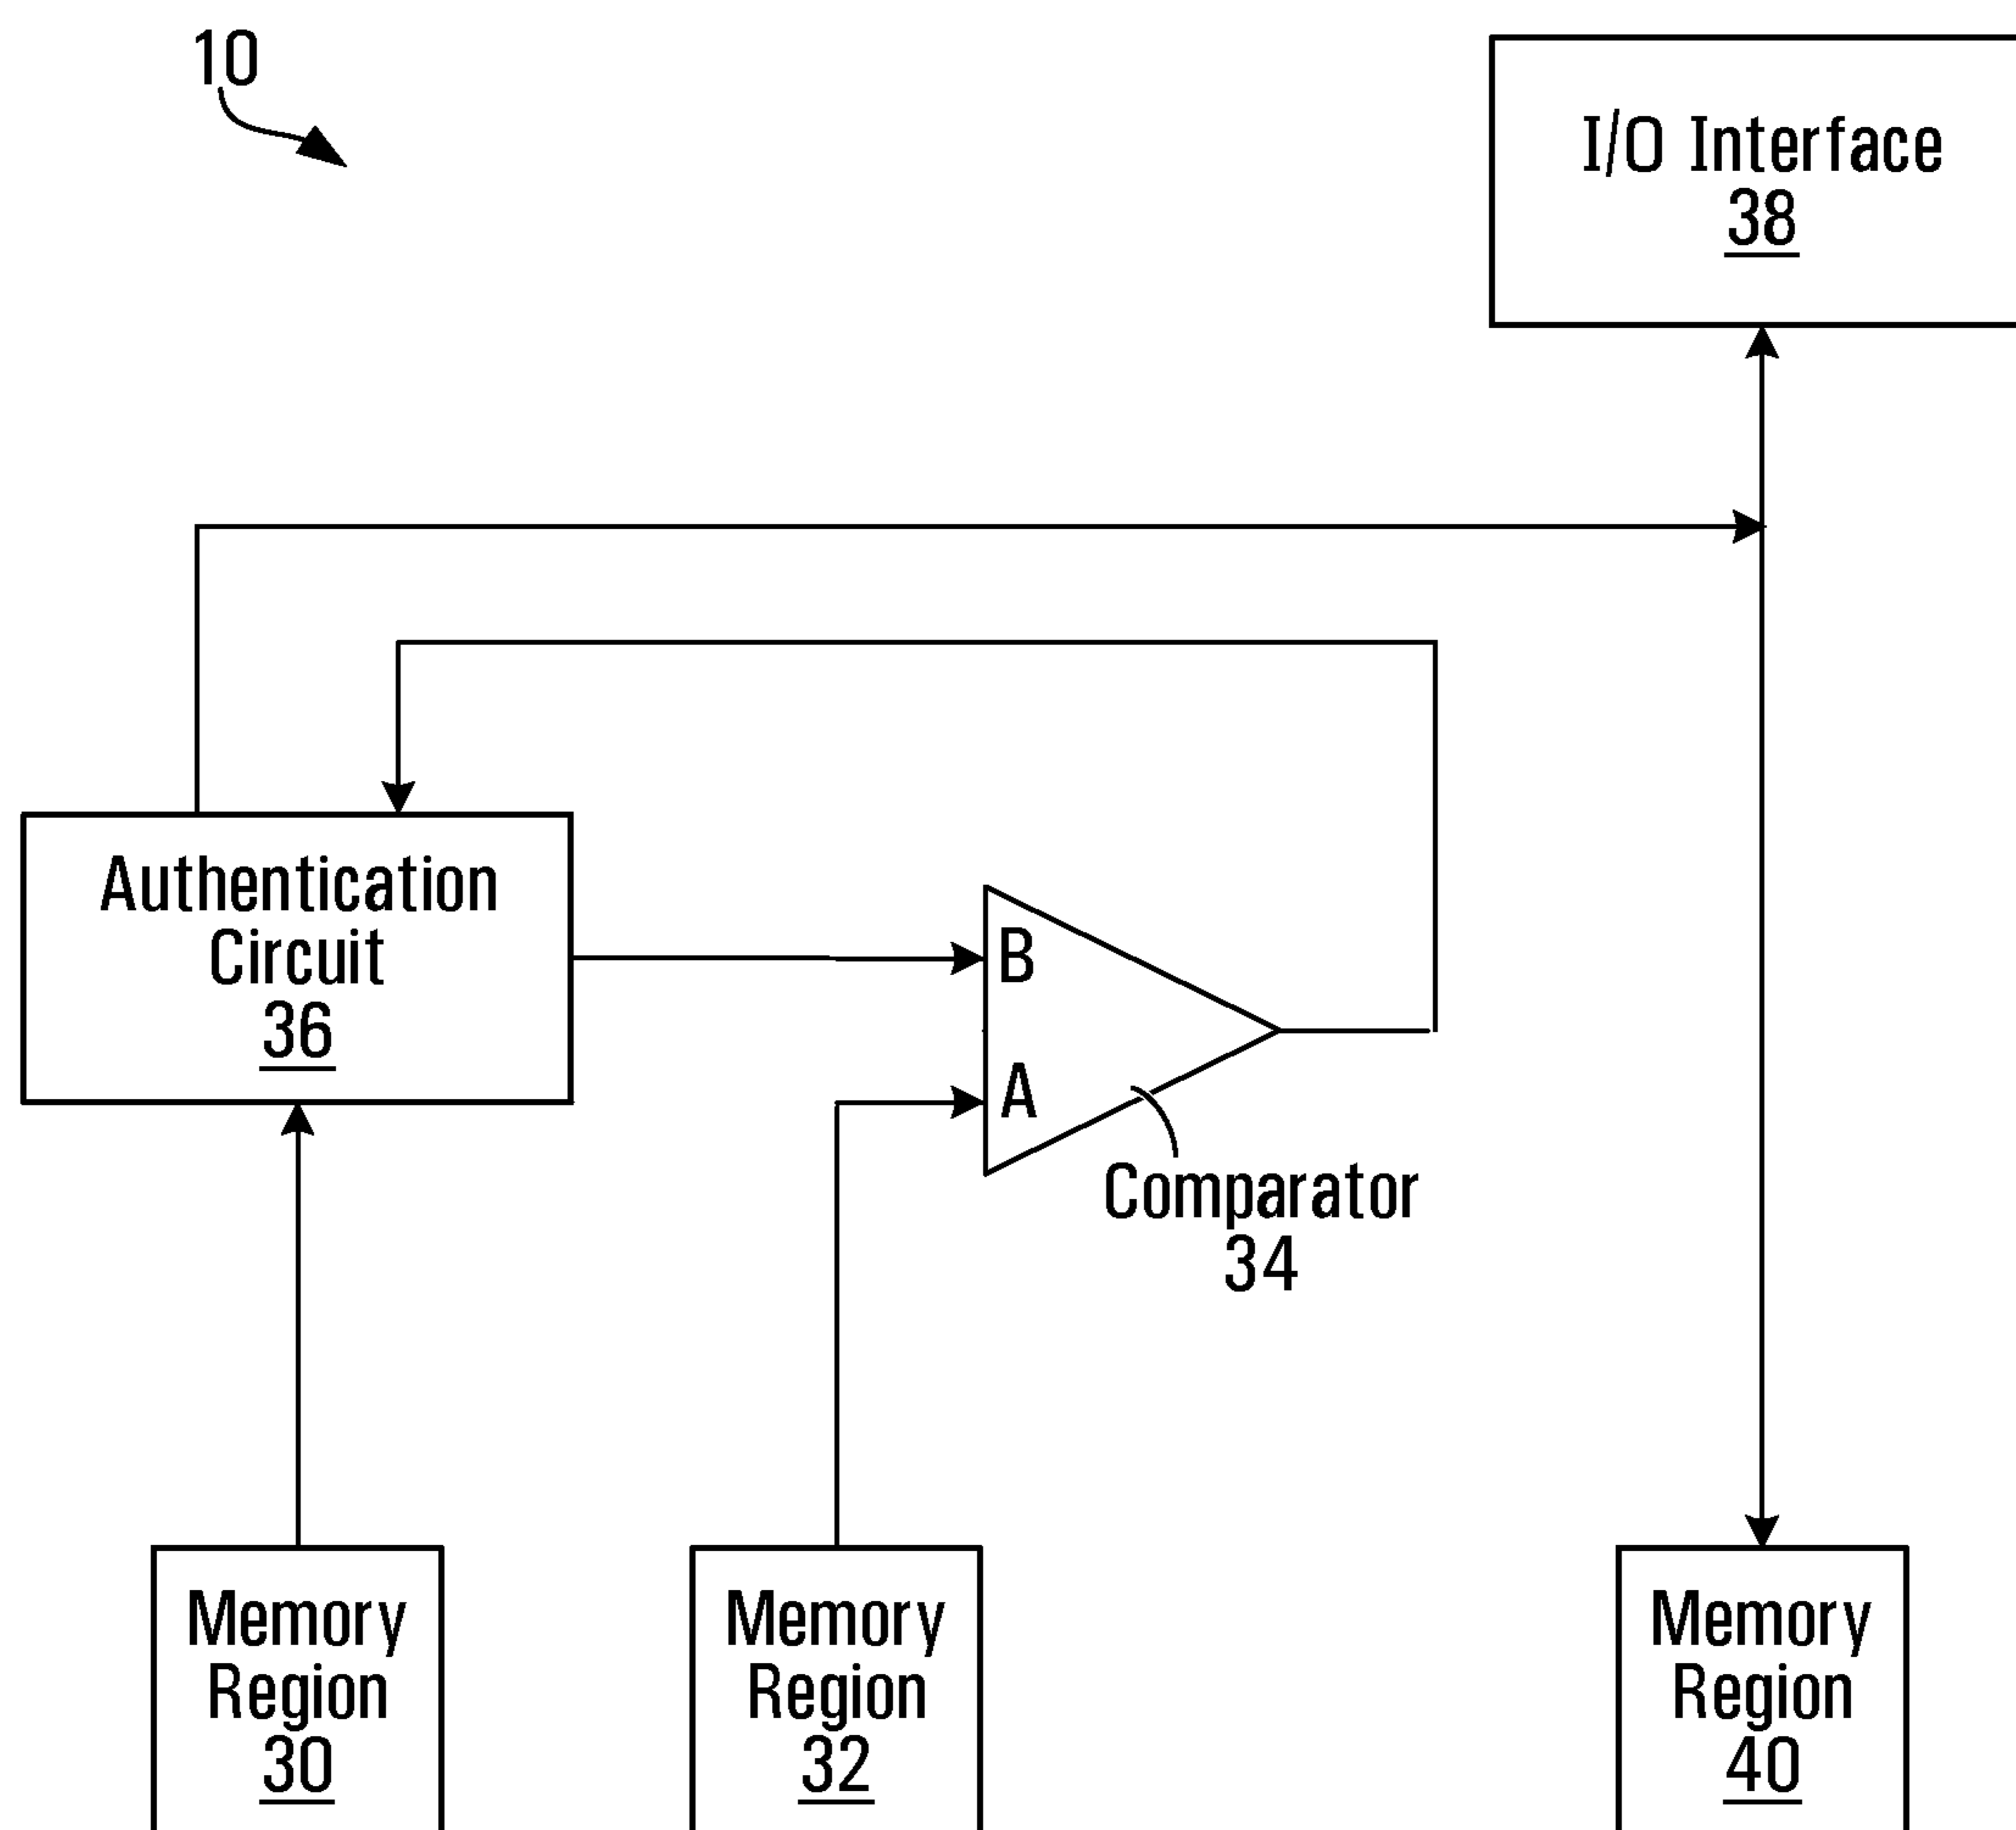 10
I/O Interface
38
Authentication
Circuit
36
B
A
Comparator
34
Memory
Region
30
Memory
Region
32
Memory
Region
40